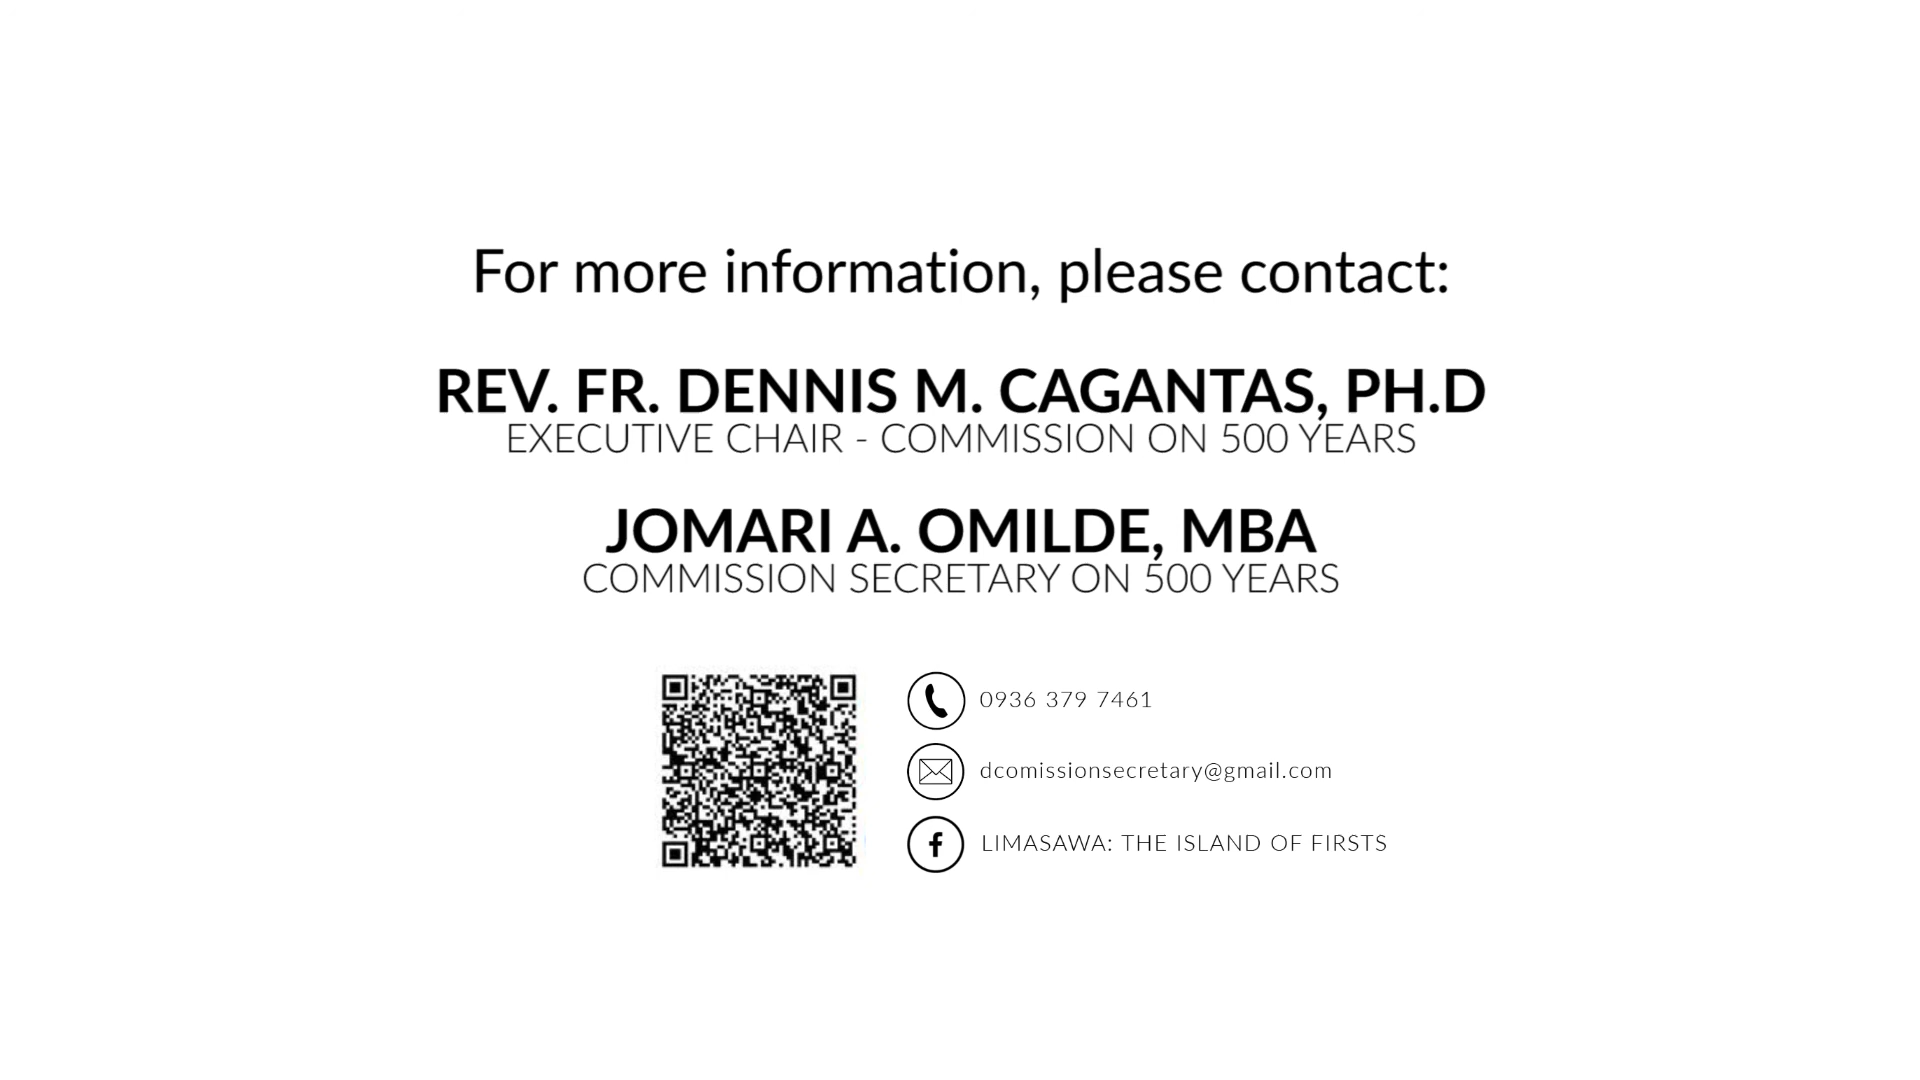 For more information, please contact:
REV. FR. DENNIS M. CAGANTAS, PH.D
EXECUTIVE CHAIR - COMMISSION ON 500 YEARS
JOMARI A. OMILDE, MBA
COMMISSION SECRETARY ON 500 YEARS
0936 379 7461
dcomissionsecretary@gmail.com
LIMASAWA: THE ISLAND OF FIRSTS